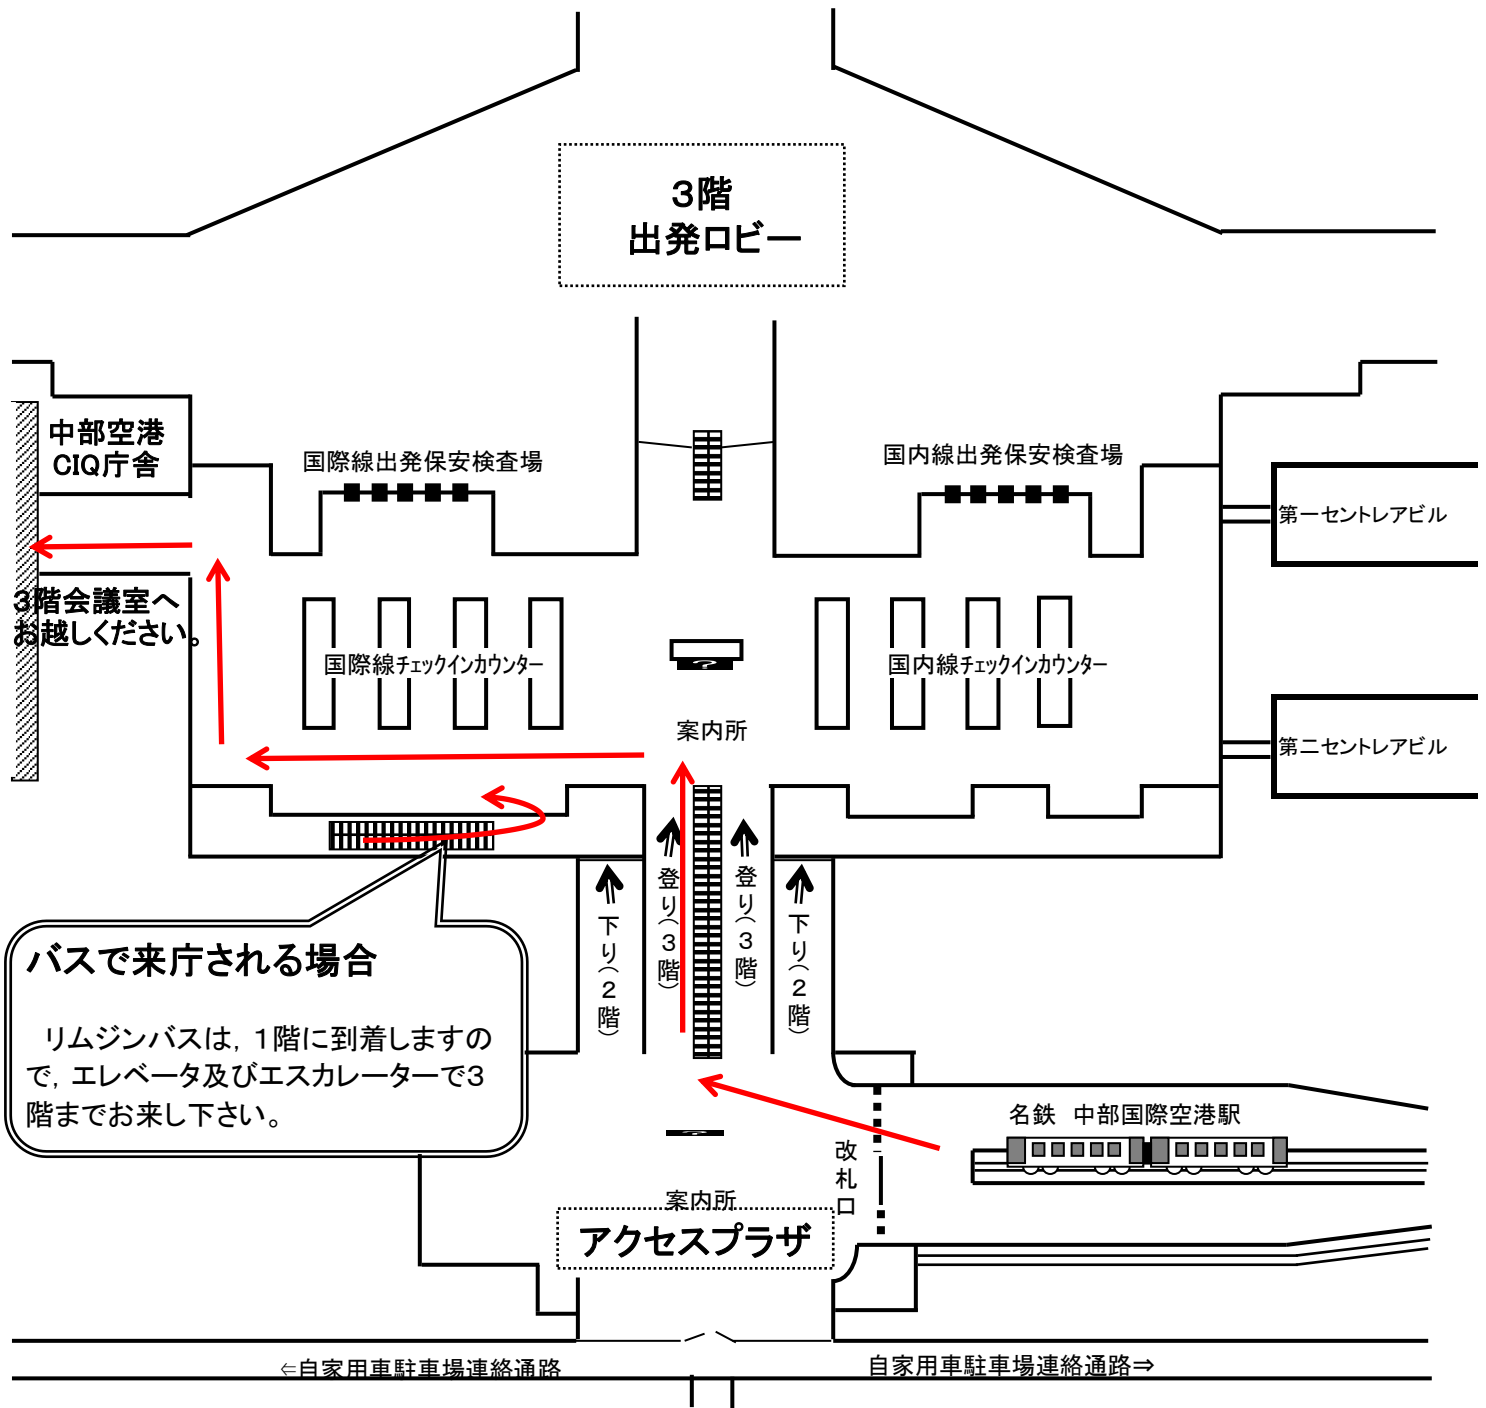 ３階
出発ロビー
中部空港
CIQ庁舎
国際線出発保安検査場
国内線出発保安検査場
第一セントレアビル
3階会議室へ
お越しください。
国際線チェックインカウンター
国内線チェックインカウンター
案内所
第二セントレアビル
下り(２階)
登り(３階)
登り(３階)
下り(２階)
バスで来庁される場合
リムジンバスは，１階に到着しますの
で，エレベータ及びエスカレーターで３
階までお来し下さい。
名鉄　中部国際空港駅
改札口
案内所
アクセスプラザ
⇐自家用車駐車場連絡通路
自家用車駐車場連絡通路⇒